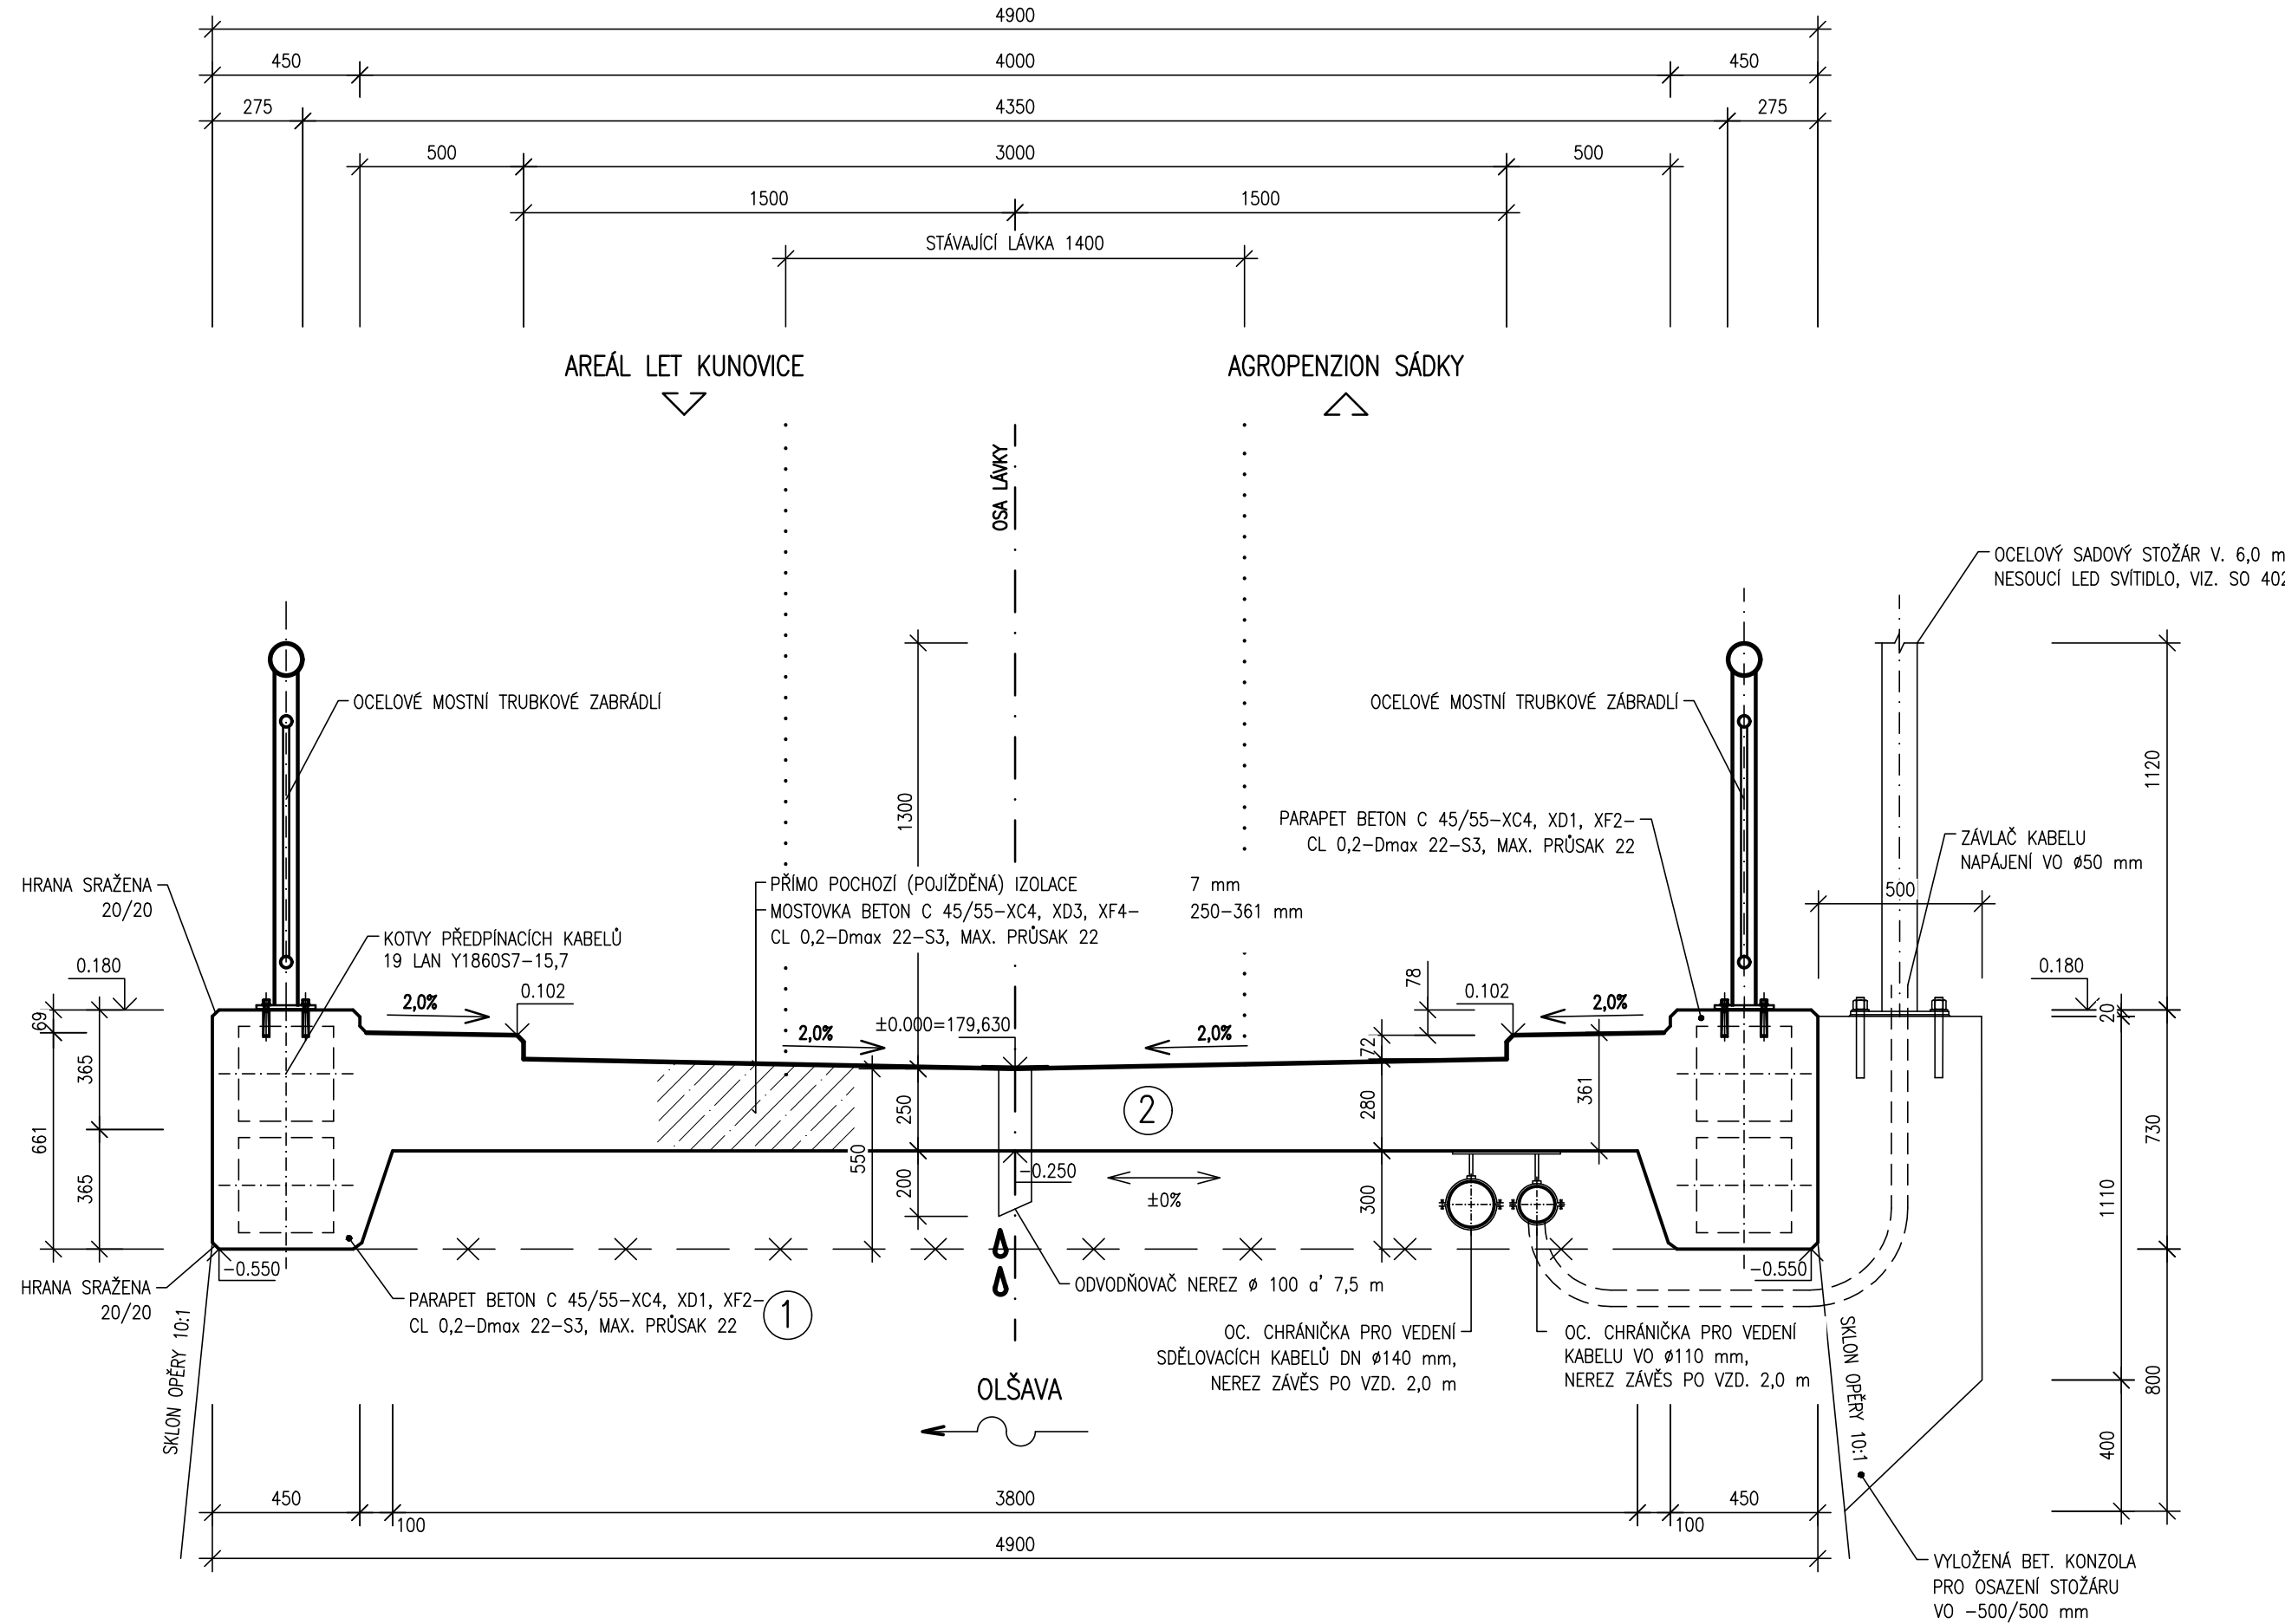 4900
450 4000 450
275 4350 275
500 3000 500
1500 1500
STÁVAJÍCÍ LÁVKA 1400
AREÁL LET KUNOVICE
AGROPENZION SÁDKY
OSA LÁVKY
OCELOVÝ SADOVÝ STOŽÁR V. 6,0 m
NESOUCÍ LED SVÍTIDLO, VIZ. SO 402
OCELOVÉ MOSTNÍ TRUBKOVÉ ZABRÁDLÍ
OCELOVÉ MOSTNÍ TRUBKOVÉ ZÁBRADLÍ
1300
1120
PARAPET BETON C 45/55-XC4, XD1, XF2-
CL 0,2-Dmax 22-S3, MAX. PRŮSAK 22
ZÁVLAČ KABELU
NAPÁJENÍ VO ø50 mm
HRANA SRAŽENA
20/20
PŘÍMO POCHOZÍ (POJÍŽDĚNÁ) IZOLACE 7 mm
MOSTOVKA BETON C 45/55-XC4, XD3, XF4- 250-361 mm
CL 0,2-Dmax 22-S3, MAX. PRŮSAK 22
500
KOTVY PŘEDPÍNACÍCH KABELŮ
19 LAN Y1860S7-15,7
0.180
0.180
2,0%
0.102
78
0.102
2,0%
69
20
2,0%
±0.000=179,630
2,0%
72
365
661
365
250
550
200
2
280
361
300
730
1110
-0.250
±0%
-0.550
-0.550
HRANA SRAŽENA
20/20
PARAPET BETON C 45/55-XC4, XD1, XF2-
CL 0,2-Dmax 22-S3, MAX. PRŮSAK 22
1
ODVODŇOVAČ NEREZ ø 100 a' 7,5 m
OC. CHRÁNIČKA PRO VEDENÍ
SDĚLOVACÍCH KABELŮ DN ø140 mm,
NEREZ ZÁVĚS PO VZD. 2,0 m
OC. CHRÁNIČKA PRO VEDENÍ
KABELU VO ø110 mm,
NEREZ ZÁVĚS PO VZD. 2,0 m
SKLON OPĚRY 10:1
SKLON OPĚRY 10:1
OLŠAVA
800
400
450 3800 450
100 100
4900
VYLOŽENÁ BET. KONZOLA
PRO OSAZENÍ STOŽÁRU
VO -500/500 mm